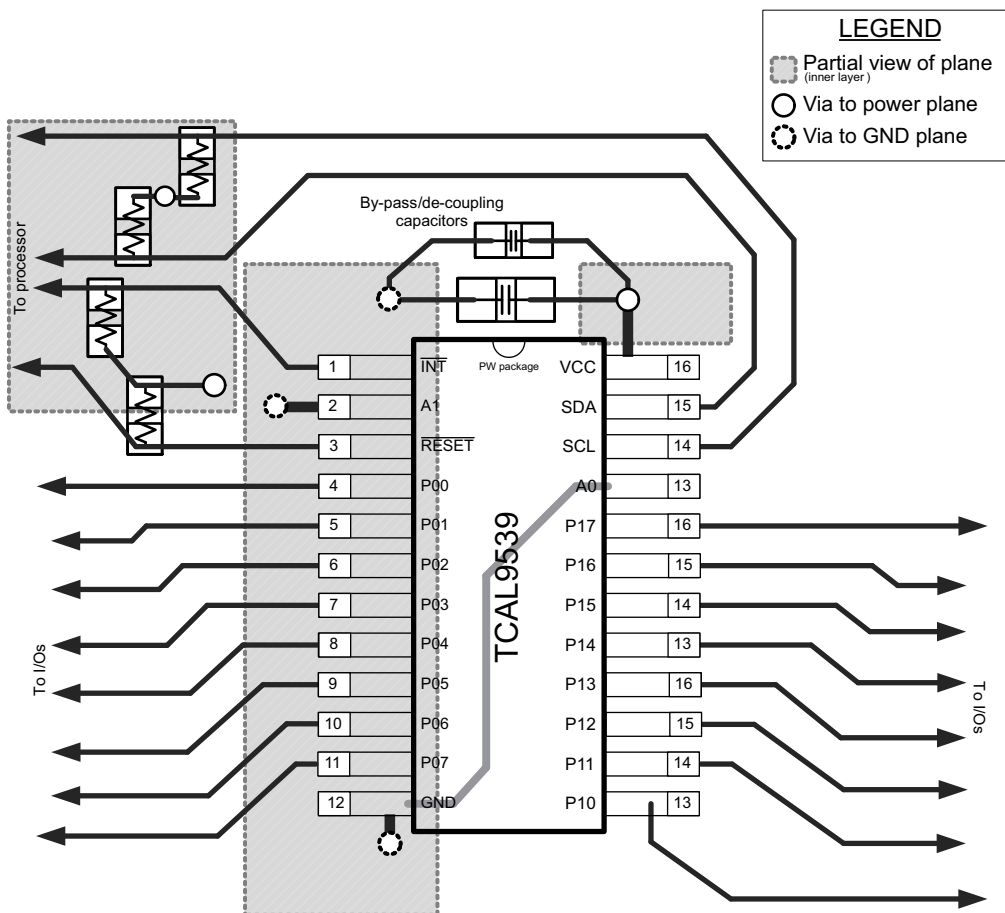 LEGEND
Partial view of plane
(inner layer )
Via to power plane
Via to GND plane
By-pass/de-coupling
capacitors
To processor
PW package
1 INT VCC 16
2 A1 SDA 15
3 RESET SCL 14
4 P00 A0 13
5 P01 P17 16
6 P02 P16 15
7 P03 P15 14
8 P04 P14 13
9 P05 P13 16
10 P06 P12 15
11 P07 P11 14
12 GND P10 13
TCAL9539
To I/Os
To I/Os